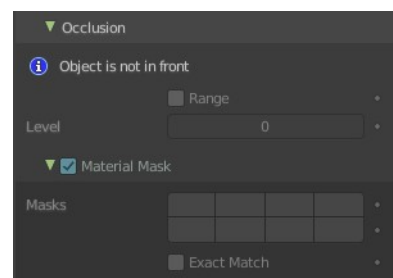 Occlusion
Object is not in front
Range
Level 0
Material Mask
Masks
Exact Match